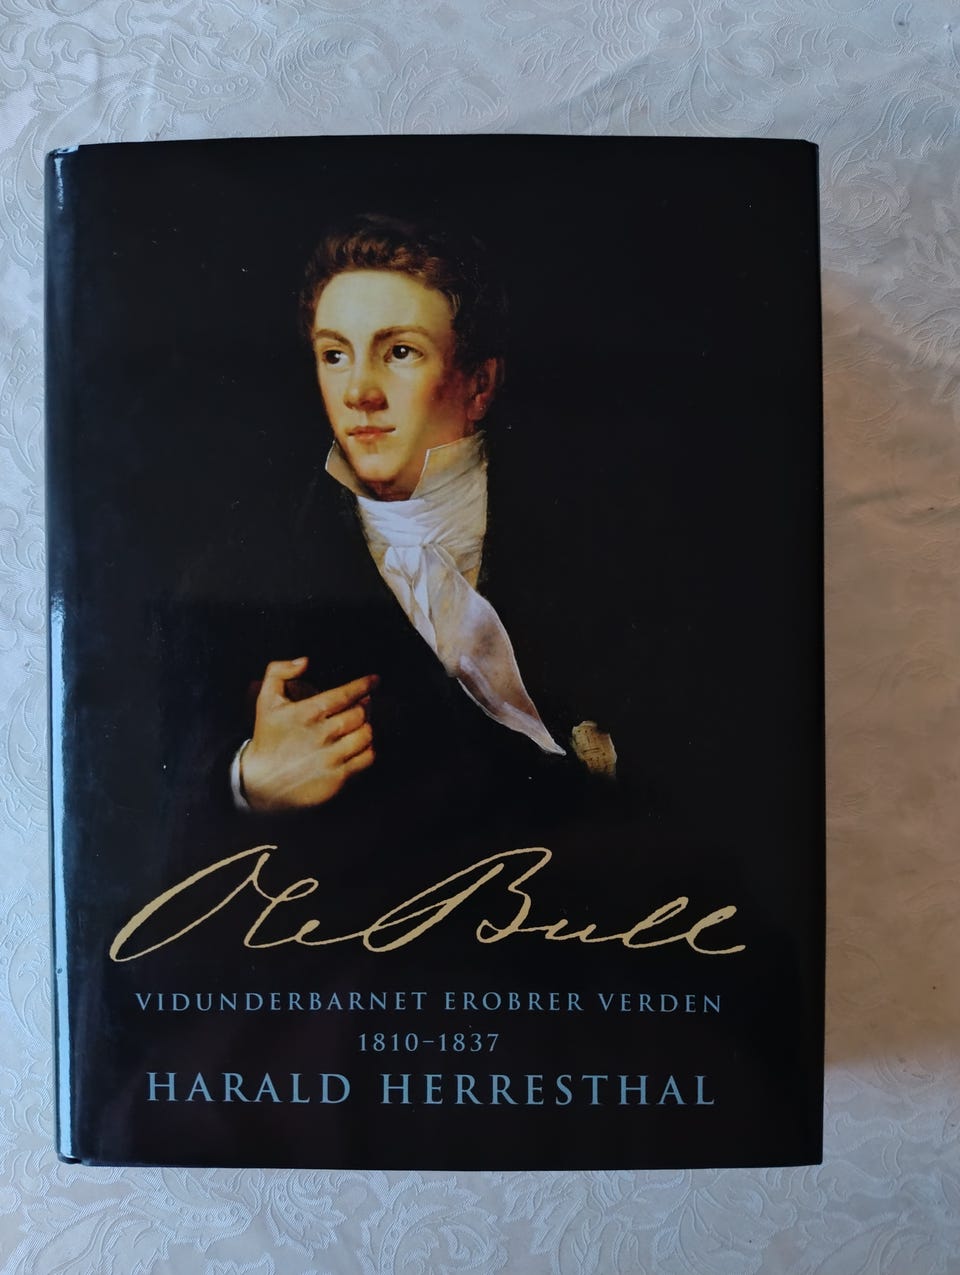 Ole Bull
VIDUNDERBARNET EROBRER VERDEN
1810–1837
HARALD HERRESTHAL